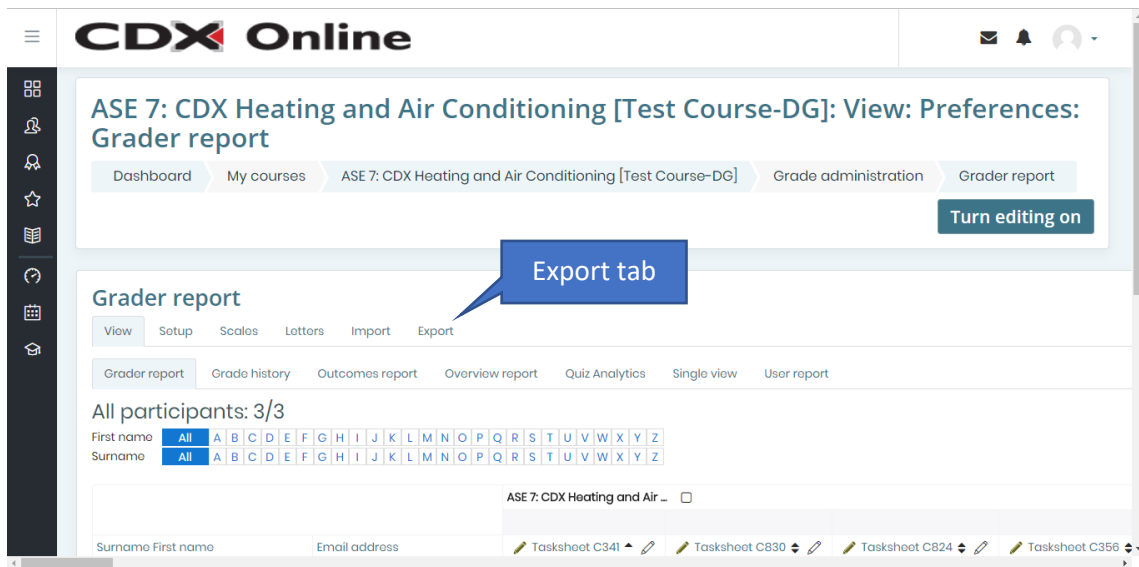 CDX Online
ASE 7: CDX Heating and Air Conditioning [Test Course-DG]: View: Preferences:
Grader report
Dashboard My courses ASE 7: CDX Heating and Air Conditioning [Test Course-DG] Grade administration Grader report
Turn editing on
Export tab
Grader report
View Setup Scales Letters Import Export
Grader report Grade history Outcomes report Overview report Quiz Analytics Single view User report
All participants: 3/3
First name All A B C D E F G H I J K L M N O P Q R S T U V W X Y Z
Surname All A B C D E F G H I J K L M N O P Q R S T U V W X Y Z
ASE 7: CDX Heating and Air ...
Surname First name Email address Tasksheet C341 Tasksheet C830 Tasksheet C824 Tasksheet C356